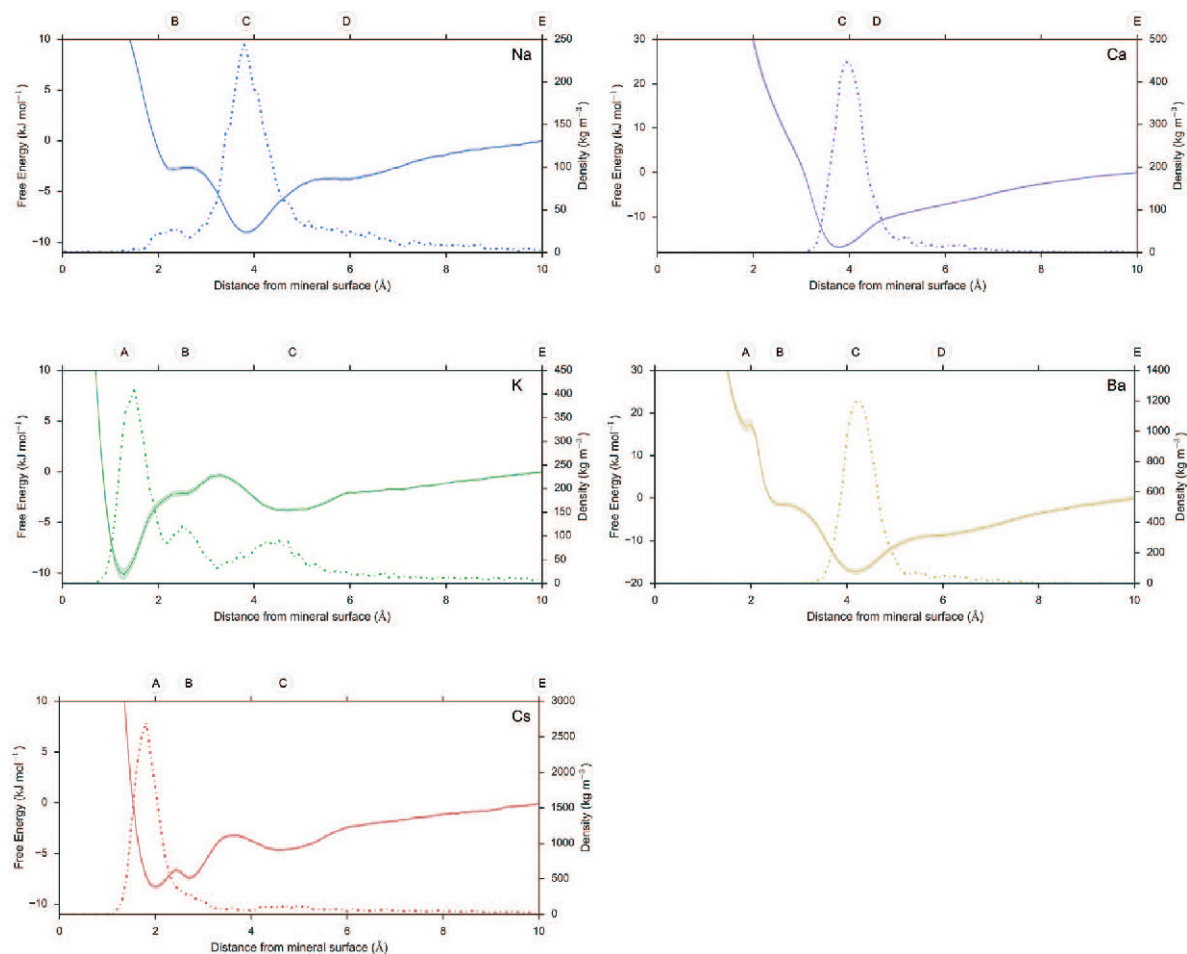 B C D E
Na
10
5
0
−5
−10
Free Energy (kJ mol⁻¹)
250
200
150
100
50
0
Density (kg m⁻³)
0 2 4 6 8 10
Distance from mineral surface (Å)
C D E
Ca
30
20
10
0
−10
Free Energy (kJ mol⁻¹)
500
400
300
200
100
0
Density (kg m⁻³)
0 2 4 6 8 10
Distance from mineral surface (Å)
A B C E
K
10
5
0
−5
−10
Free Energy (kJ mol⁻¹)
450
400
350
300
250
200
150
100
50
0
Density (kg m⁻³)
0 2 4 6 8 10
Distance from mineral surface (Å)
A B C D E
Ba
30
20
10
0
−10
−20
Free Energy (kJ mol⁻¹)
1400
1200
1000
800
600
400
200
0
Density (kg m⁻³)
0 2 4 6 8 10
Distance from mineral surface (Å)
A B C E
Cs
10
5
0
−5
−10
Free Energy (kJ mol⁻¹)
3000
2500
2000
1500
1000
500
0
Density (kg m⁻³)
0 2 4 6 8 10
Distance from mineral surface (Å)